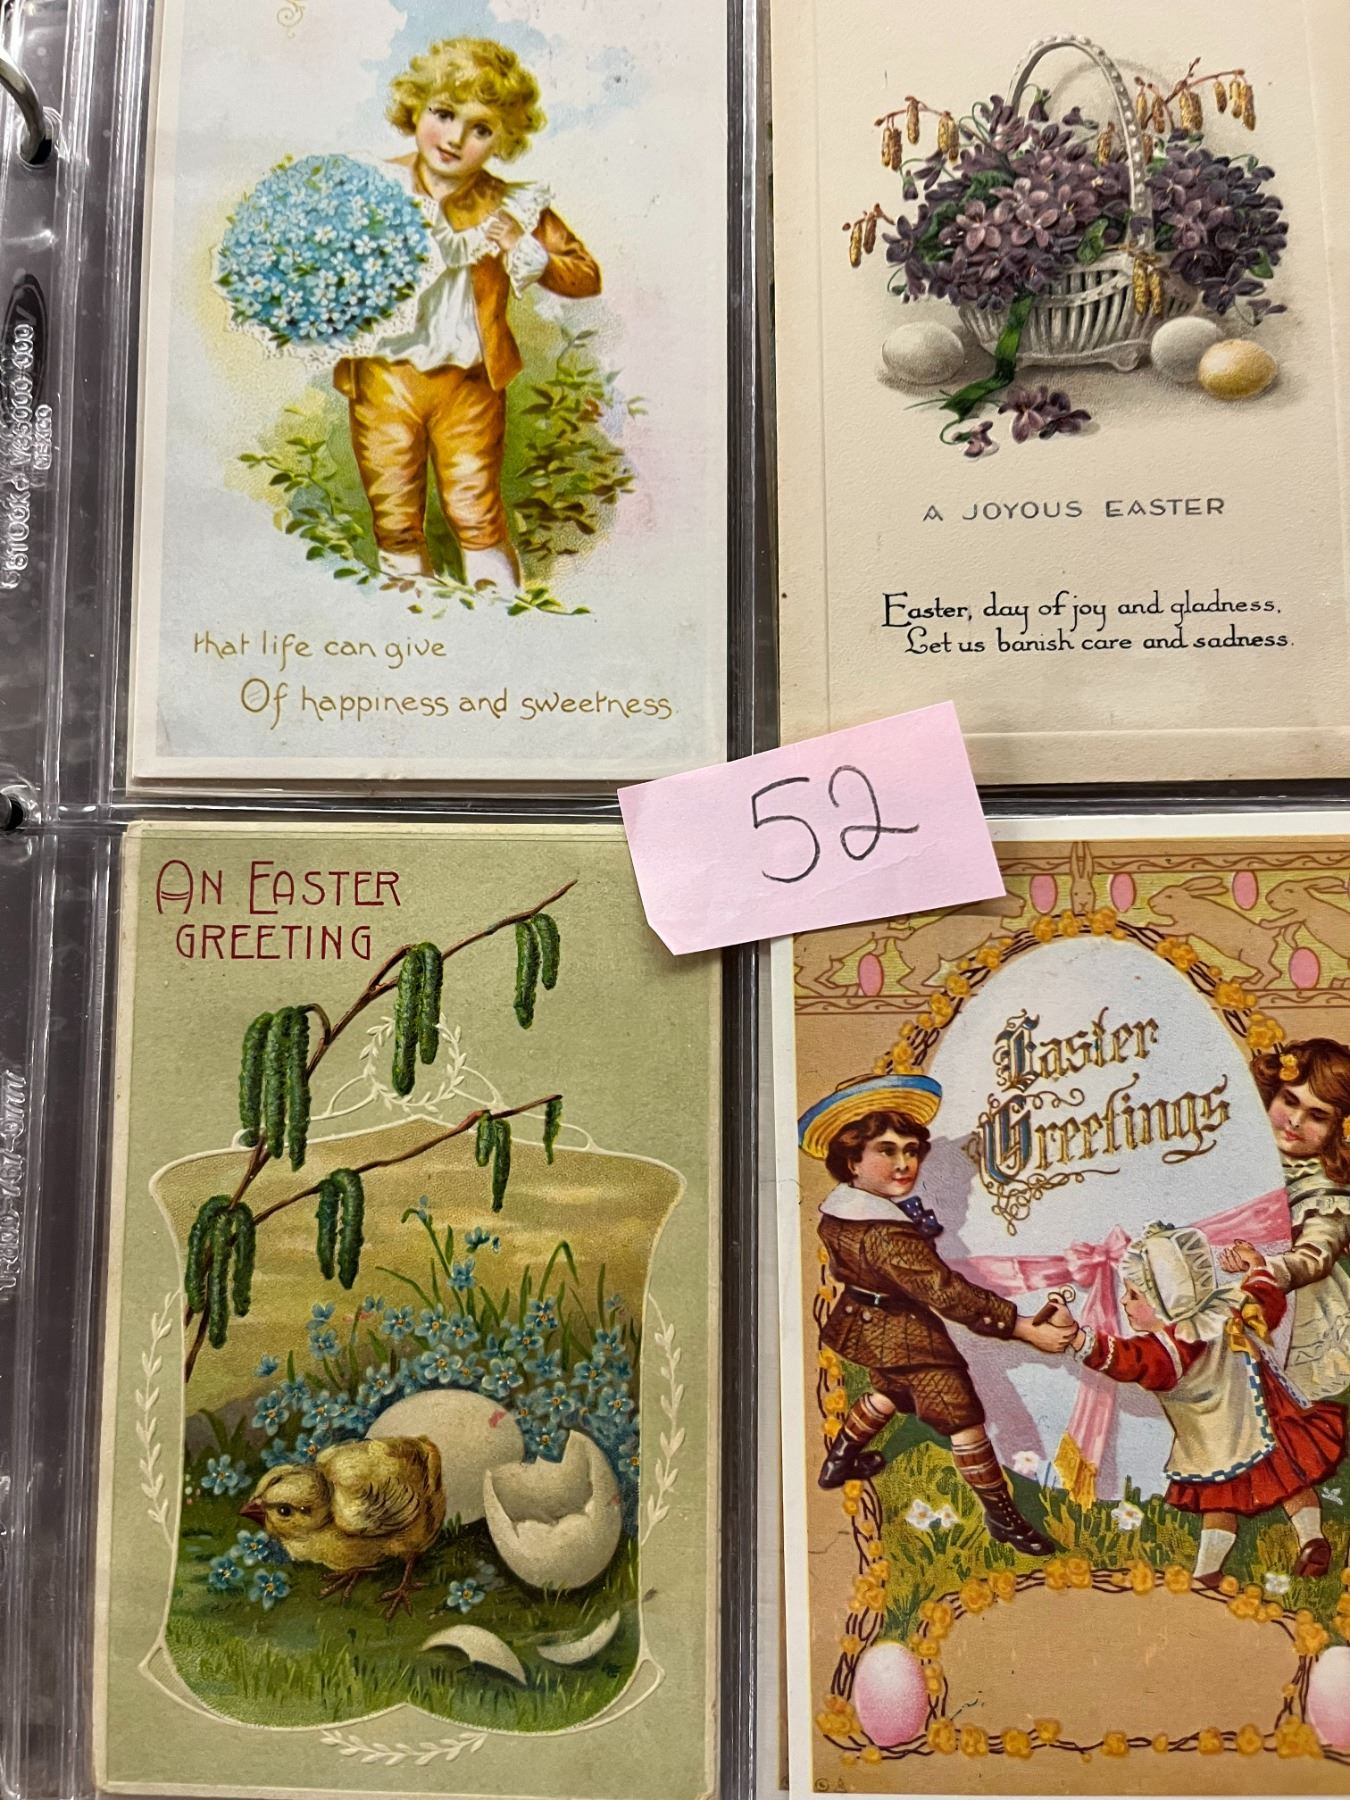 that life can give
Of happiness and sweetness.
A JOYOUS EASTER
Easter, day of joy and gladness,
Let us banish care and sadness.
52
AN EASTER
GREETING
Easter
Greetings
MEXICO